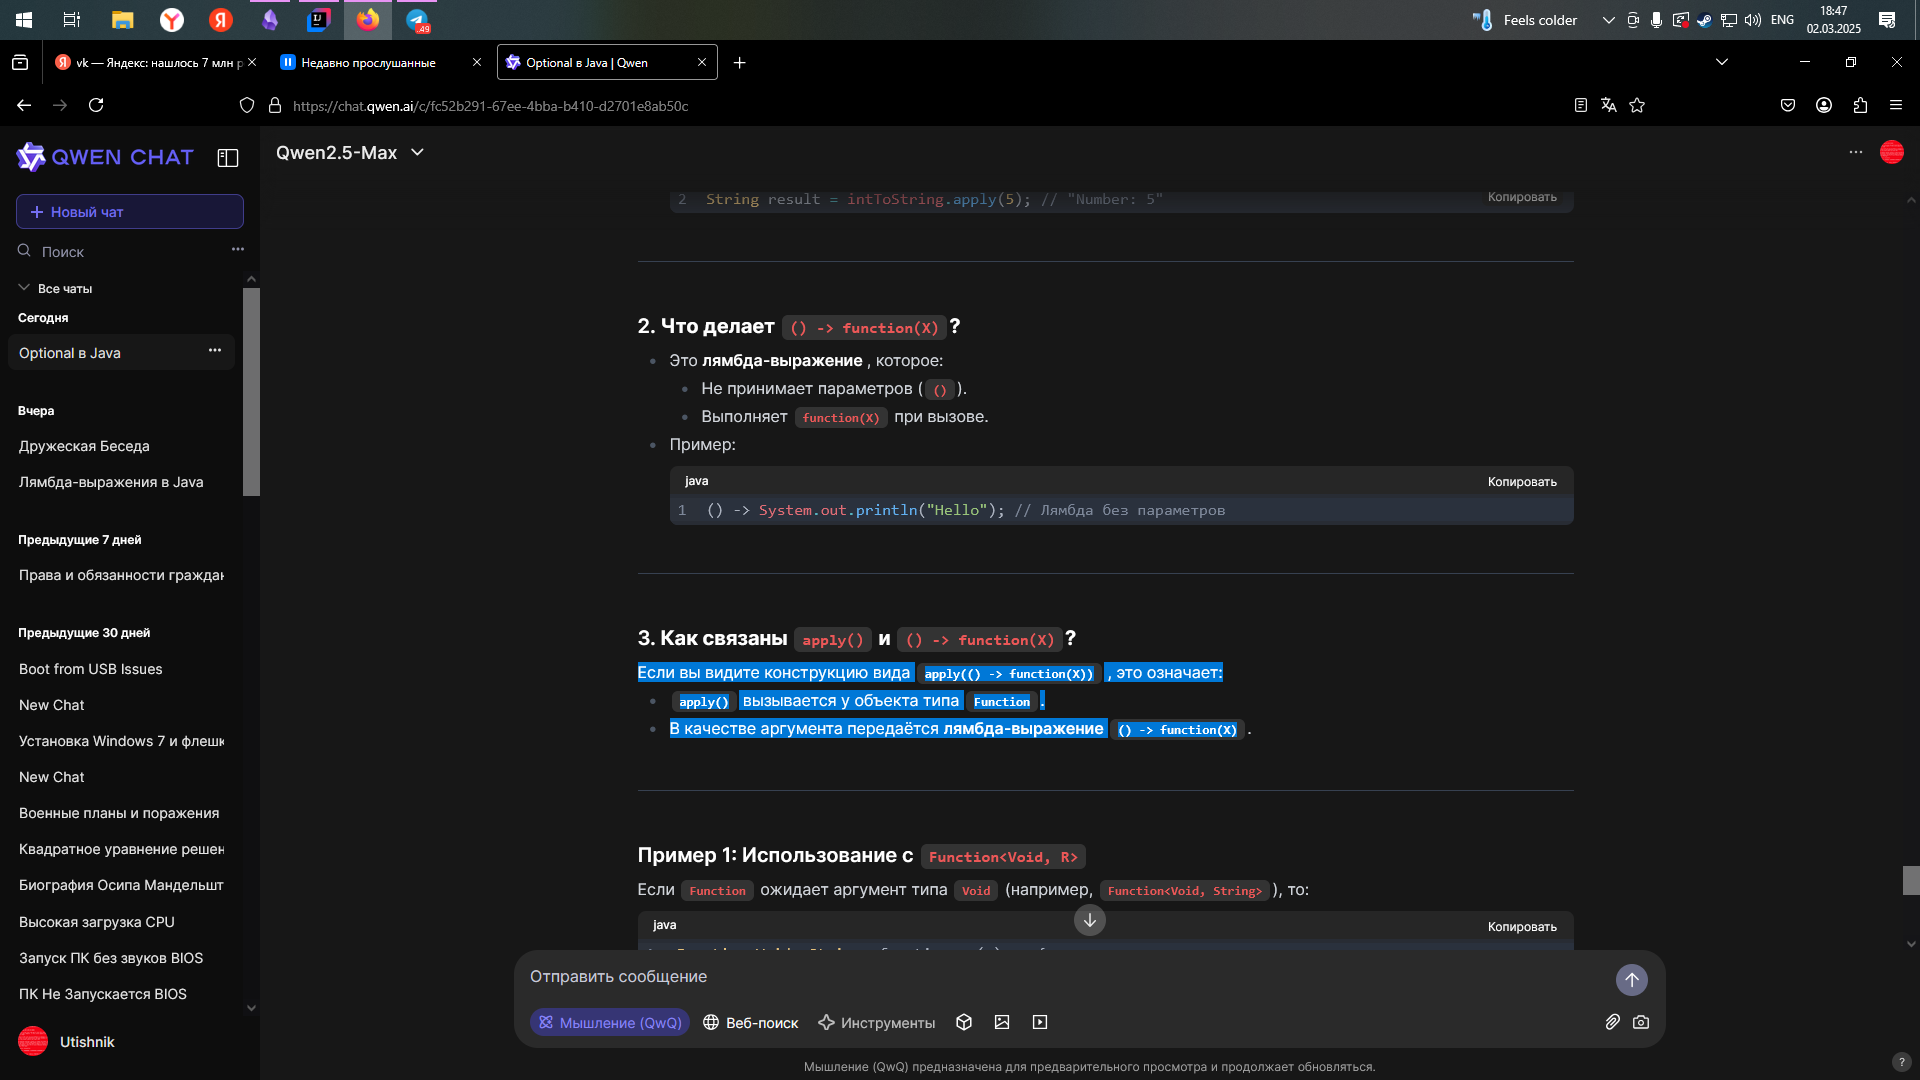 Feels colder
ENG
18:47
02.03.2025
49
vk — Яндекс: нашлось 7 млн р
Недавно прослушанные
Optional в Java | Qwen
https://chat.qwen.ai/c/fc52b291-67ee-4bba-b410-d2701e8ab50c
QWEN CHAT
Qwen2.5-Max
Новый чат
Поиск
Все чаты
Сегодня
Optional в Java
Вчера
Дружеская Беседа
Лямбда-выражения в Java
Предыдущие 7 дней
Права и обязанности граждан
Предыдущие 30 дней
Boot from USB Issues
New Chat
Установка Windows 7 и флешк
New Chat
Военные планы и поражения
Квадратное уравнение решен
Биография Осипа Мандельшт
Высокая загрузка CPU
Запуск ПК без звуков BIOS
ПК Не Запускается BIOS
Utishnik
2 String result = intToString.apply(5); // "Number: 5"
Копировать
2. Что делает () -> function(X) ?
Это лямбда-выражение , которое:
Не принимает параметров ( () ).
Выполняет function(X) при вызове.
Пример:
java
Копировать
1 () -> System.out.println("Hello"); // Лямбда без параметров
3. Как связаны apply() и () -> function(X) ?
Если вы видите конструкцию вида apply(() -> function(X)) , это означает:
apply() вызывается у объекта типа Function .
В качестве аргумента передаётся лямбда-выражение () -> function(X) .
Пример 1: Использование с Function<Void, R>
Если Function ожидает аргумент типа Void (например, Function<Void, String> ), то:
java
Копировать
Отправить сообщение
Мышление (QwQ)
Веб-поиск
Инструменты
Мышление (QwQ) предназначена для предварительного просмотра и продолжает обновляться.
?